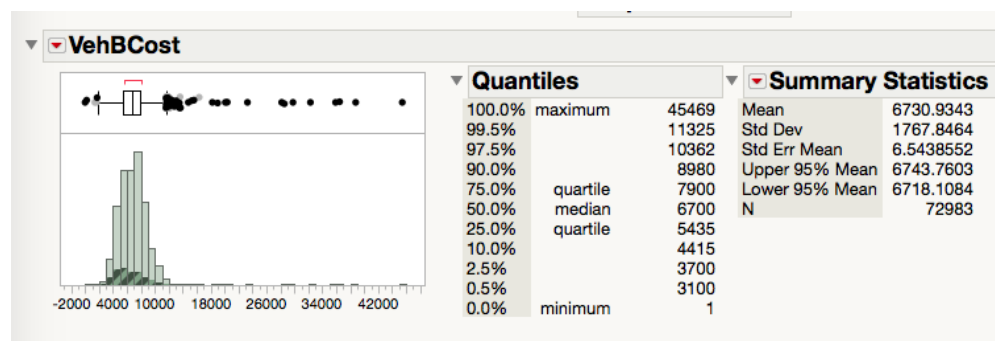 VehBCost
-2000 4000 10000 18000 26000 34000 42000
Quantiles
100.0% maximum 45469
99.5% 11325
97.5% 10362
90.0% 8980
75.0% quartile 7900
50.0% median 6700
25.0% quartile 5435
10.0% 4415
2.5% 3700
0.5% 3100
0.0% minimum 1
Summary Statistics
Mean 6730.9343
Std Dev 1767.8464
Std Err Mean 6.5438552
Upper 95% Mean 6743.7603
Lower 95% Mean 6718.1084
N 72983